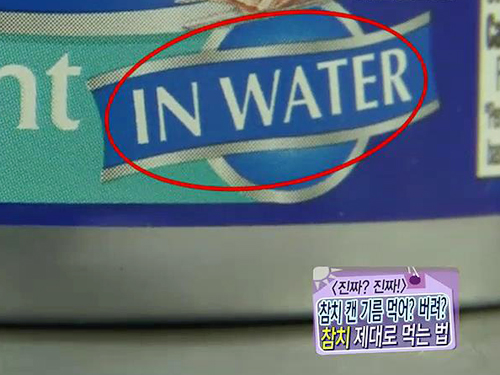 nt
IN WATER
<진짜? 진짜!>
참치 캔 기름 먹어? 버려?
참치 제대로 먹는 법